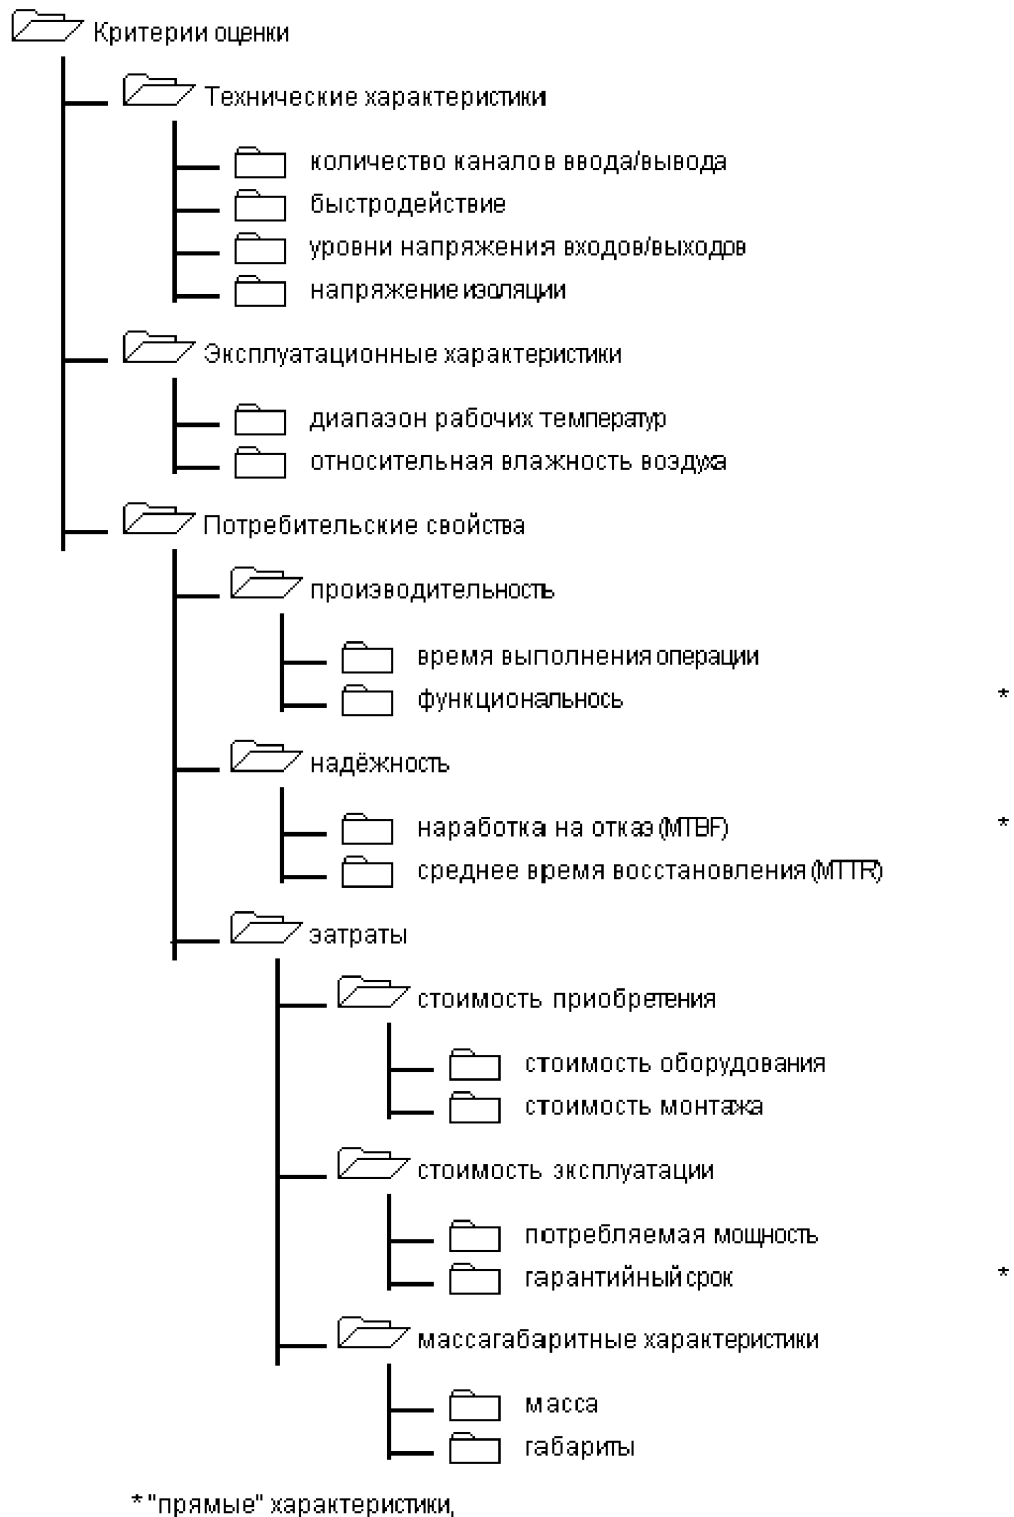 Критерии оценки
Технические характеристики
количество каналов ввода/вывода
быстродействие
уровни напряжения входов/выходов
напряжение изоляции
Эксплуатационные характеристики
диапазон рабочих температур
относительная влажность воздуха
Потребительские свойства
производительность
время выполнения операции
функциональнось *
надёжность
наработка на отказ (MTBF) *
среднее время восстановления (MTTR)
затраты
стоимость приобретения
стоимость оборудования
стоимость монтажа
стоимость эксплуатации
потребляемая мощность
гарантийный срок *
массагабаритные характеристики
масса
габариты
* "прямые" характеристики,